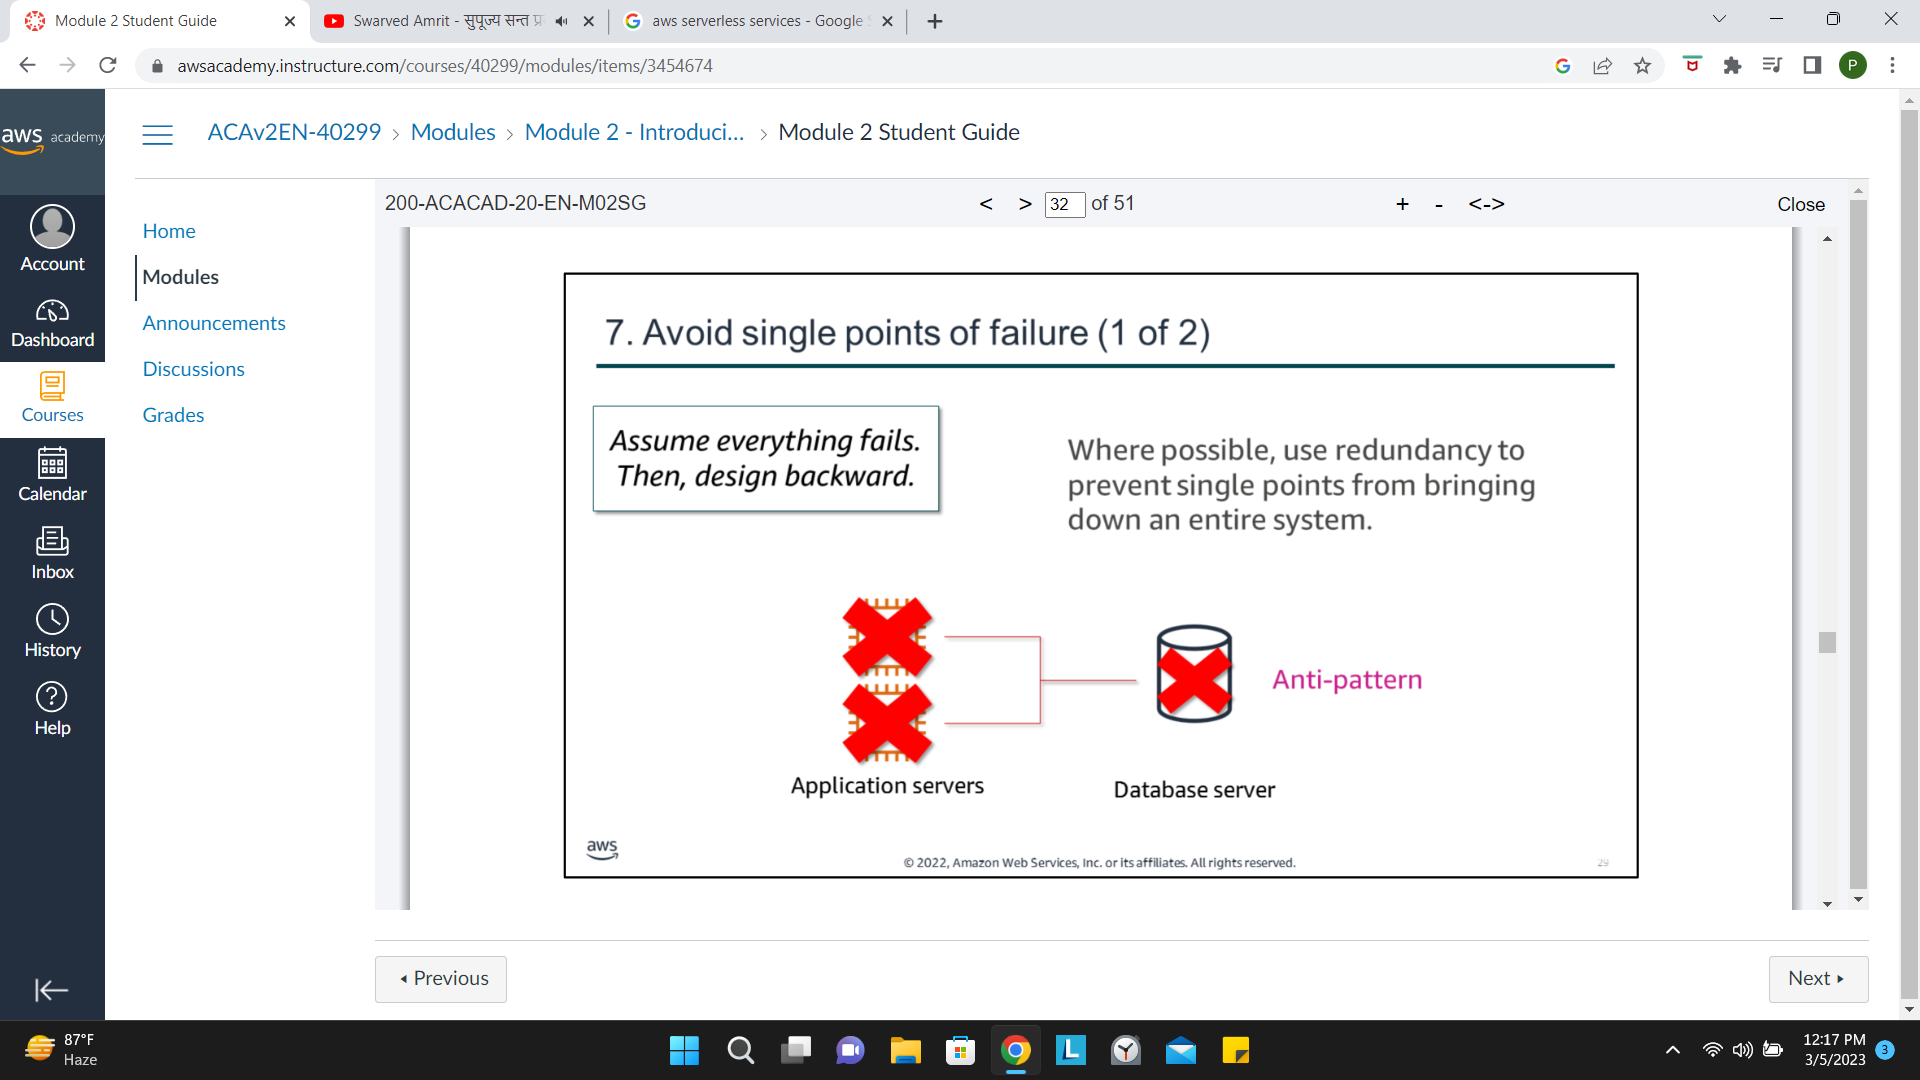 Module 2 Student Guide
Swarved Amrit - सुपूज्य सन्त प्र
aws serverless services - Google S
awsacademy.instructure.com/courses/40299/modules/items/3454674
P
aws academy
ACAv2EN-40299 > Modules > Module 2 - Introduci... > Module 2 Student Guide
Account
Dashboard
Courses
Calendar
Inbox
History
Help
Home
Modules
Announcements
Discussions
Grades
200-ACACAD-20-EN-M02SG
< > 32 of 51
+ - <->
Close
7. Avoid single points of failure (1 of 2)
Assume everything fails.
Then, design backward.
Where possible, use redundancy to
prevent single points from bringing
down an entire system.
Anti-pattern
Application servers
Database server
aws
© 2022, Amazon Web Services, Inc. or its affiliates. All rights reserved.
29
Previous
Next
87°F
Haze
L
12:17 PM
3/5/2023
3